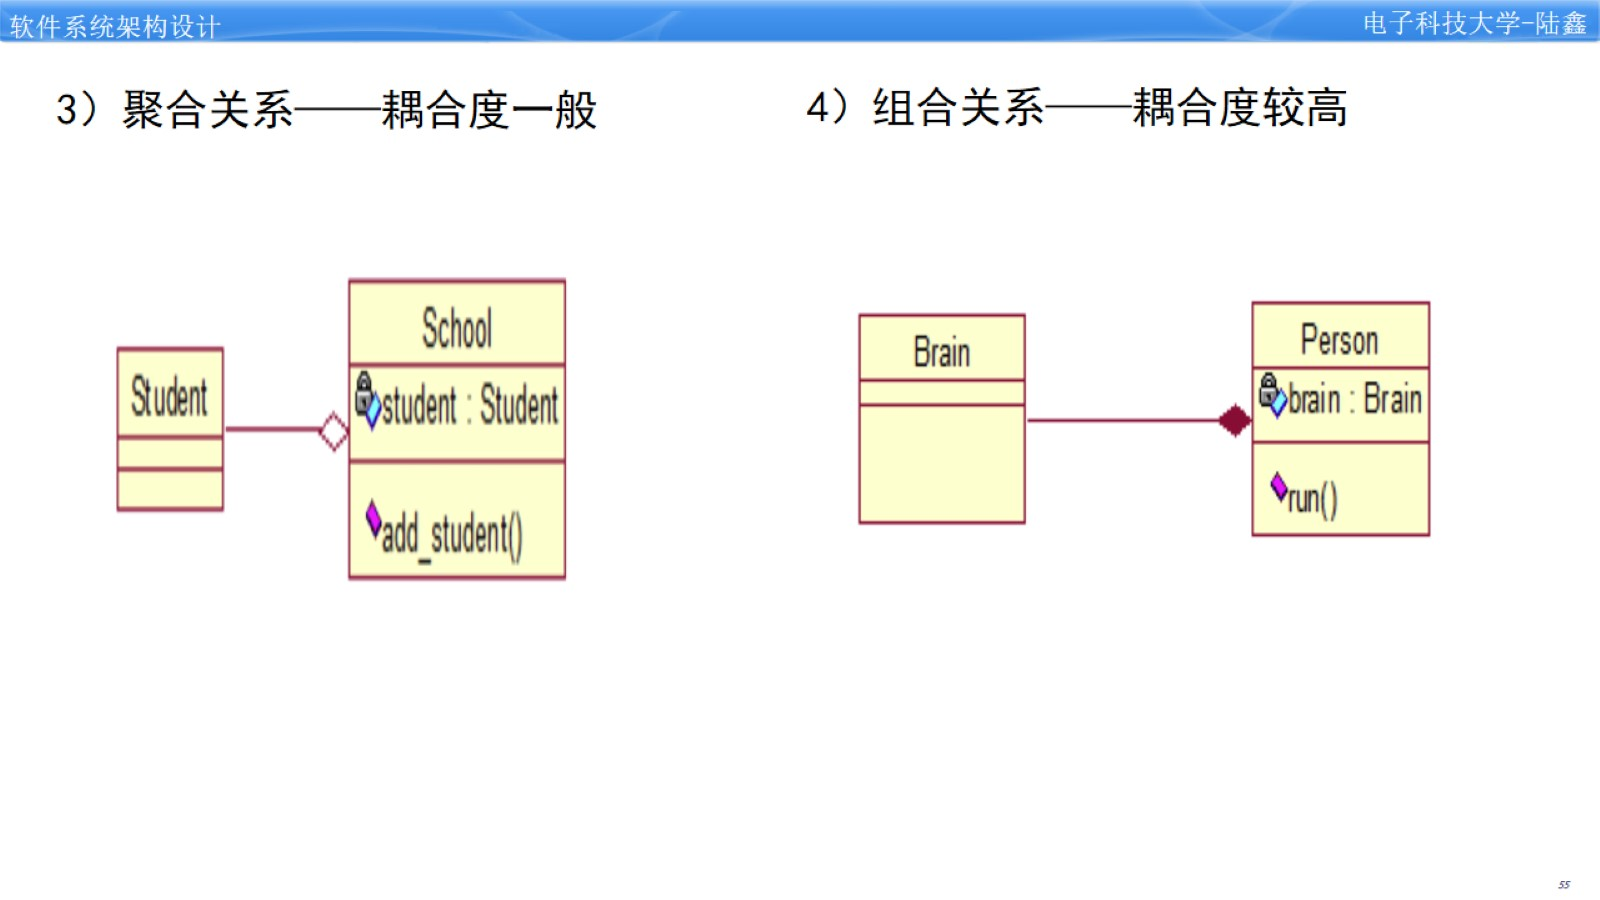 软件系统架构设计
电子科技大学-陆鑫
3）聚合关系——耦合度一般
4）组合关系——耦合度较高
Student
School
student : Student
add_student()
Brain
Person
brain : Brain
run()
55